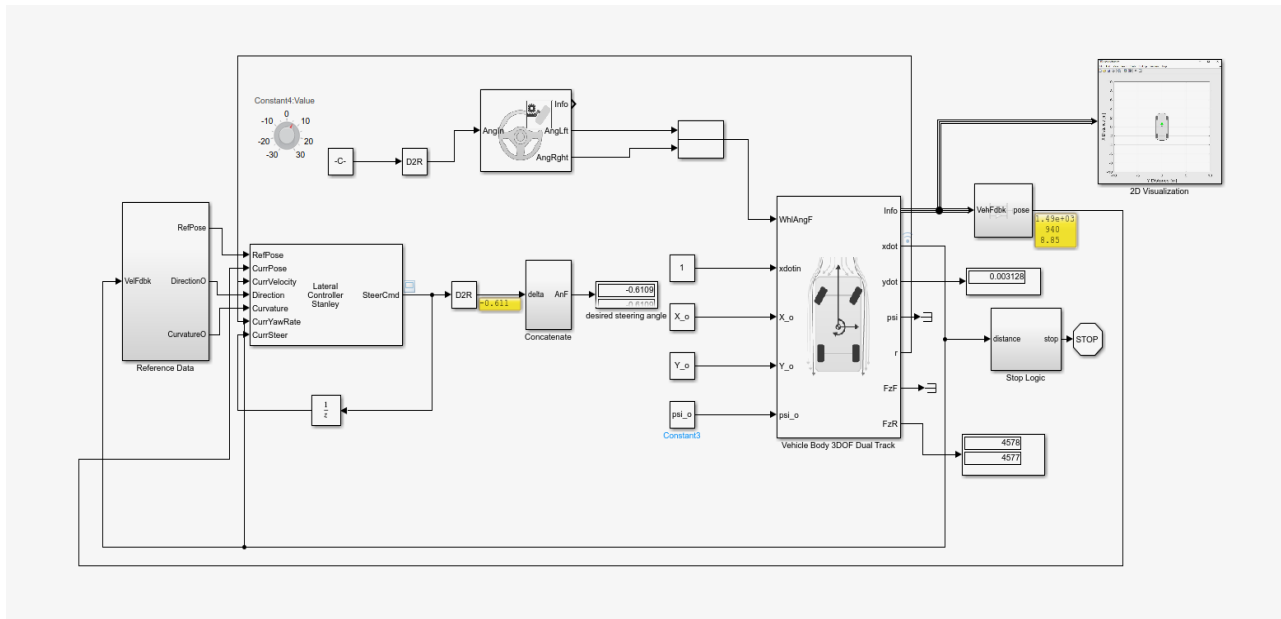 Constant4:Value
0
-10
10
-20
20
-30
30
-C-
D2R
AngIn
Info
AngLft
AngRght
2D Visualization
RefPose
VelFdbk
DirectionO
CurvatureO
Reference Data
RefPose
CurrPose
CurrVelocity
Direction
Curvature
CurrYawRate
CurrSteer
Lateral
Controller
Stanley
SteerCmd
D2R
-0.611
delta
AnF
Concatenate
-0.6109
desired steering angle
1
z
1
X_o
Y_o
psi_o
Constant3
WhlAngF
xdotin
X_o
Y_o
psi_o
Info
xdot
ydot
psi
r
FzF
FzR
Vehicle Body 3DOF Dual Track
VehFdbk
pose
1.49e+03
940
8.85
0.003128
distance
stop
Stop Logic
STOP
4578
4577